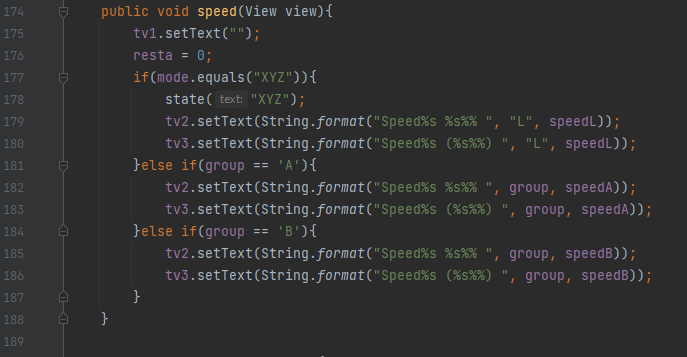 174 public void speed(View view){
175 tv1.setText("");
176 resta = 0;
177 if(mode.equals("XYZ")){
178 state( text: "XYZ");
179 tv2.setText(String.format("Speed%s %s%% ", "L", speedL));
180 tv3.setText(String.format("Speed%s (%s%%) ", "L", speedL));
181 }else if(group == 'A'){
182 tv2.setText(String.format("Speed%s %s%% ", group, speedA));
183 tv3.setText(String.format("Speed%s (%s%%) ", group, speedA));
184 }else if(group == 'B'){
185 tv2.setText(String.format("Speed%s %s%% ", group, speedB));
186 tv3.setText(String.format("Speed%s (%s%%) ", group, speedB));
187 }
188 }
189